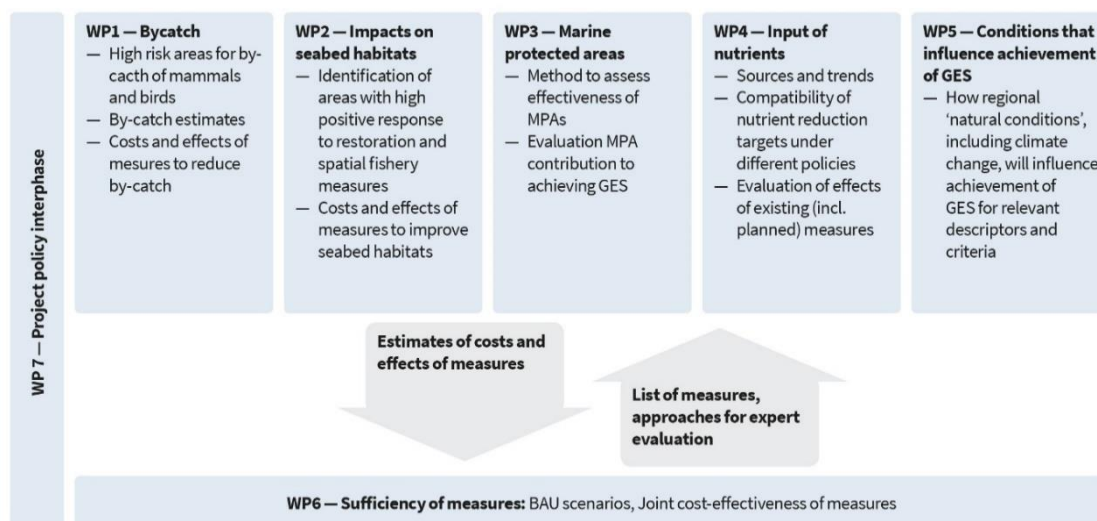 WP 7 — Project policy interphase
WP1 — Bycatch
— High risk areas for by-
cacth of mammals
and birds
— By-catch estimates
— Costs and effects of
mesures to reduce
by-catch
WP2 — Impacts on
seabed habitats
— Identification of
areas with high
positive response
to restoration and
spatial fishery
measures
— Costs and effects of
measures to improve
seabed habitats
WP3 — Marine
protected areas
— Method to assess
effectiveness of
MPAs
— Evaluation MPA
contribution to
achieving GES
WP4 — Input of
nutrients
— Sources and trends
— Compatibility of
nutrient reduction
targets under
different policies
— Evaluation of effects
of existing (incl.
planned) measures
WP5 — Conditions that
influence achievement
of GES
— How regional
‘natural conditions’,
including climate
change, will influence
achievement of
GES for relevant
descriptors and
criteria
Estimates of costs and
effects of measures
List of measures,
approaches for expert
evaluation
WP6 — Sufficiency of measures: BAU scenarios, Joint cost-effectiveness of measures